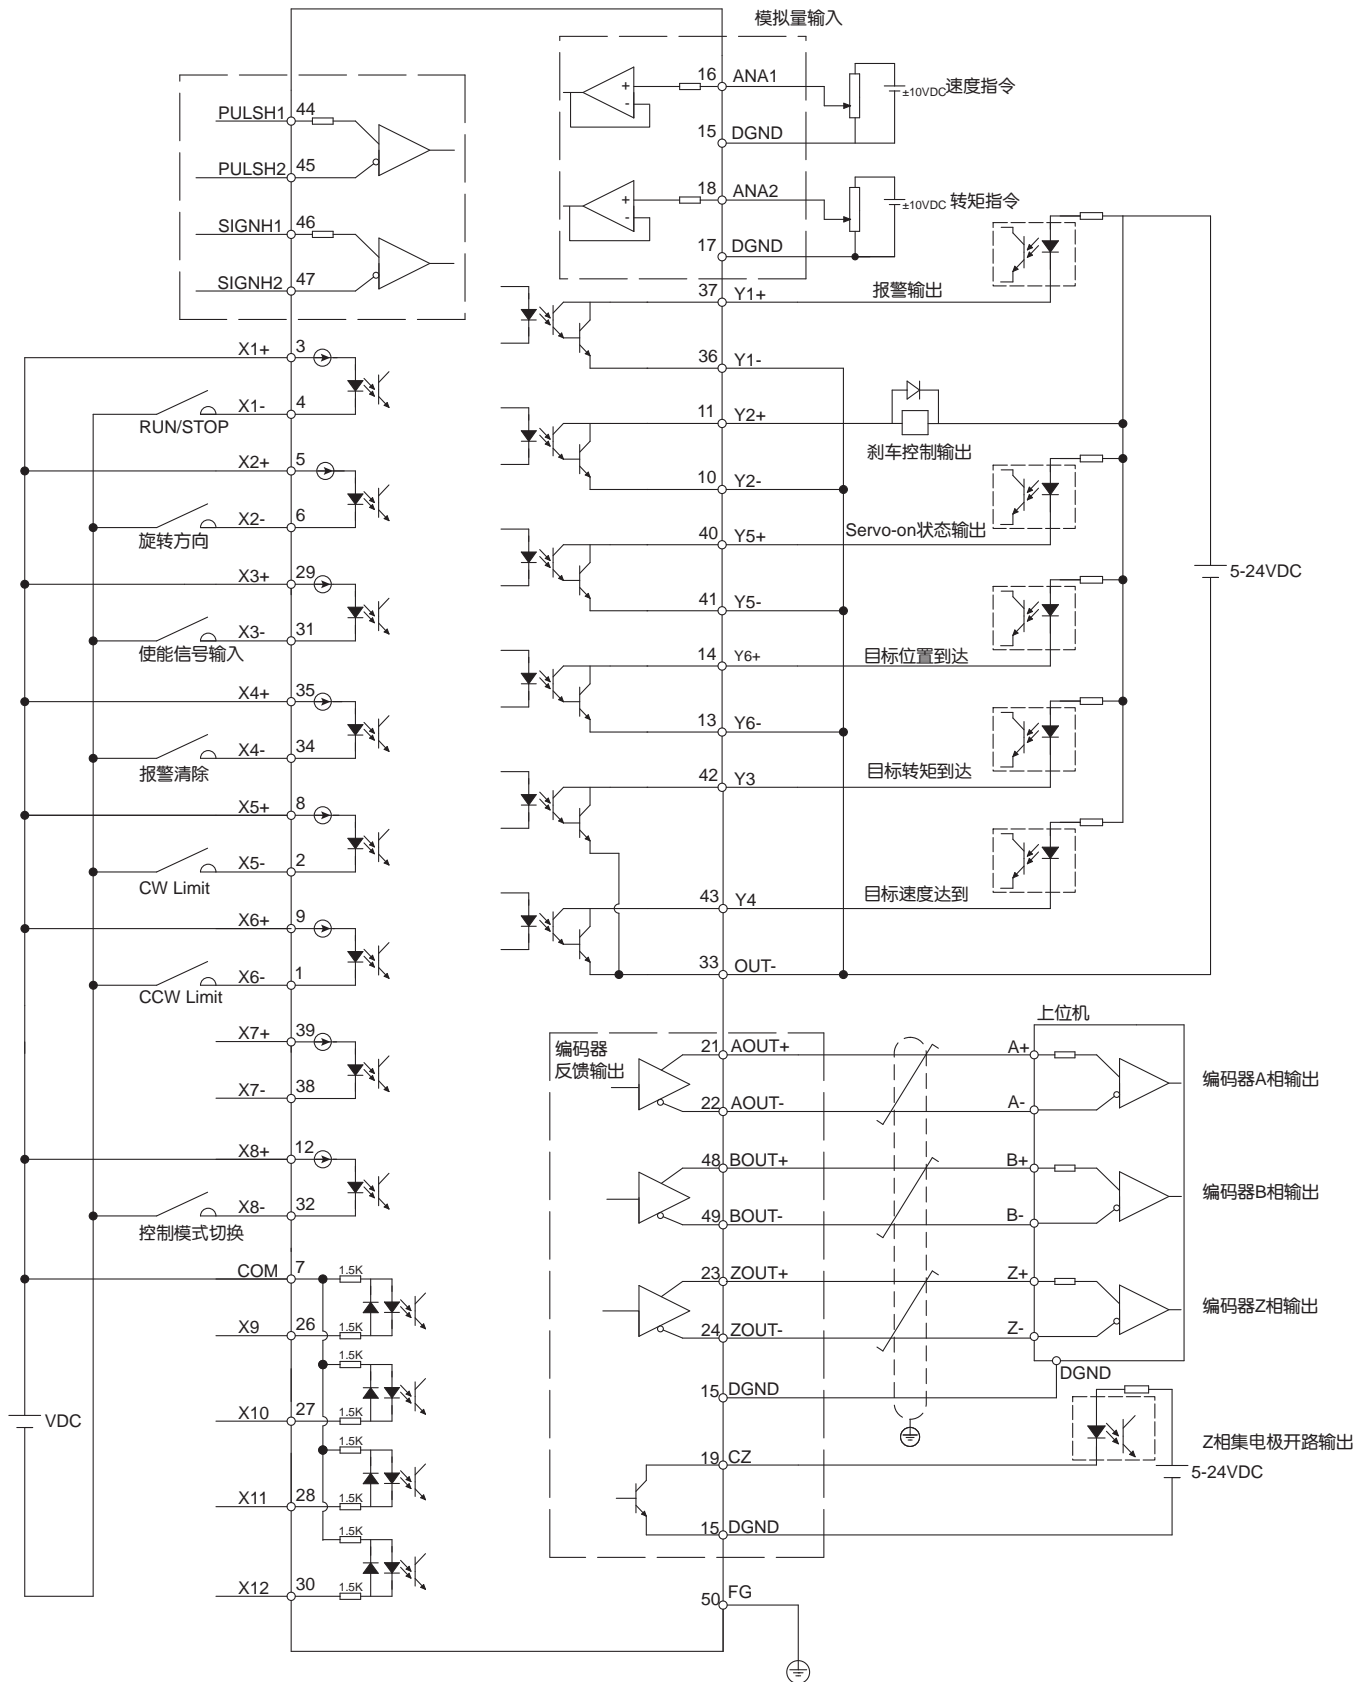 模拟量输入
16 ANA1
±10VDC 速度指令
15 DGND
18 ANA2
±10VDC 转矩指令
17 DGND
PULSH1 44
PULSH2 45
SIGNH1 46
SIGNH2 47
+
-
+
-
37 Y1+ 报警输出
36 Y1-
11 Y2+
刹车控制输出
10 Y2-
40 Y5+ Servo-on状态输出
41 Y5-
14 Y6+ 目标位置到达
13 Y6-
42 Y3 目标转矩到达
43 Y4 目标速度达到
33 OUT-
5-24VDC
X1+ 3
X1- 4
RUN/STOP
X2+ 5
X2- 6
旋转方向
X3+ 29
X3- 31
使能信号输入
X4+ 35
X4- 34
报警清除
X5+ 8
X5- 2
CW Limit
X6+ 9
X6- 1
CCW Limit
X7+ 39
X7- 38
X8+ 12
X8- 32
控制模式切换
COM 7 1.5K
X9 26 1.5K
1.5K
X10 27 1.5K
1.5K
X11 28 1.5K
1.5K
X12 30 1.5K
VDC
编码器
反馈输出
上位机
21 AOUT+ A+
22 AOUT- A-
编码器A相输出
48 BOUT+ B+
49 BOUT- B-
编码器B相输出
23 ZOUT+ Z+
24 ZOUT- Z-
编码器Z相输出
15 DGND DGND
19 CZ
Z相集电极开路输出
5-24VDC
15 DGND
50 FG